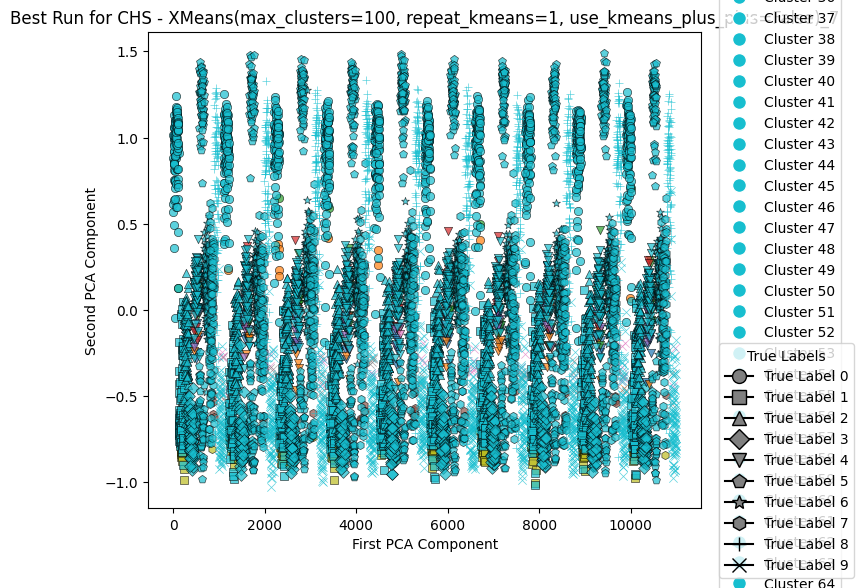 Best Run for CHS - XMeans(max_clusters=100, repeat_kmeans=1, use_kmeans_plus_
Cluster 37
Cluster 38
Cluster 39
Cluster 40
Cluster 41
Cluster 42
Cluster 43
Cluster 44
Cluster 45
Cluster 46
Cluster 47
Cluster 48
Cluster 49
Cluster 50
Cluster 51
Cluster 52
Cluster 53
True Labels
True Label 0
True Label 1
True Label 2
True Label 3
True Label 4
True Label 5
True Label 6
True Label 7
True Label 8
True Label 9
Cluster 64
Second PCA Component
1.5
1.0
0.5
0.0
−0.5
−1.0
0
2000
4000
6000
8000
10000
First PCA Component